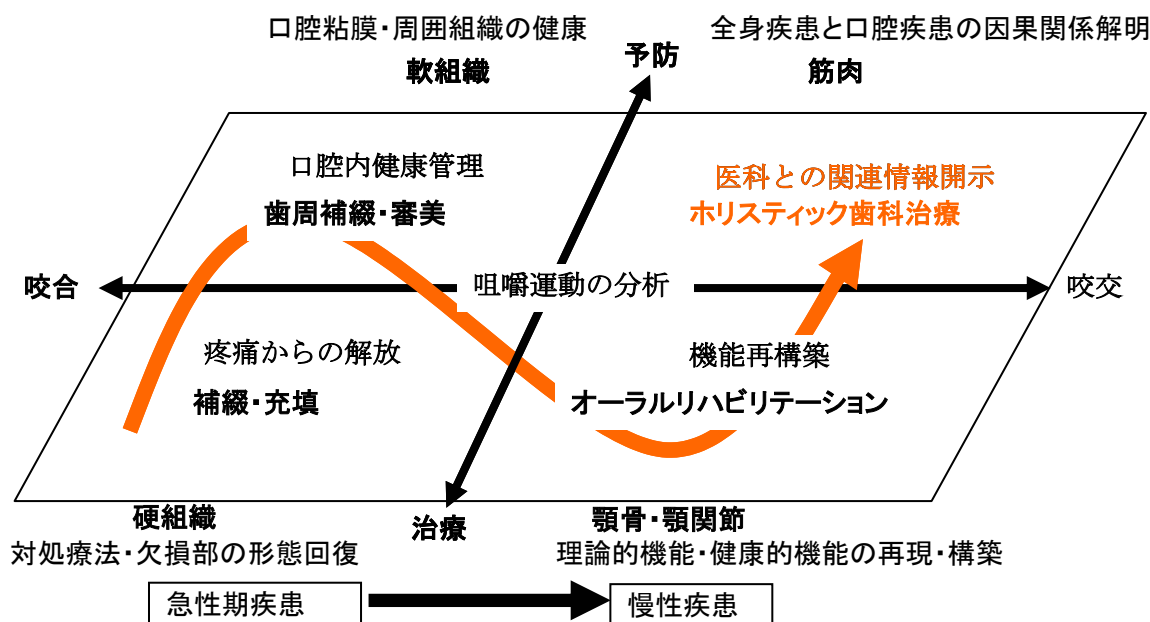 口腔粘膜・周囲組織の健康
全身疾患と口腔疾患の因果関係解明
軟組織
予防
筋肉
口腔内健康管理
歯周補綴・審美
医科との関連情報開示
ホリスティック歯科治療
咬合
咀嚼運動の分析
咬交
疼痛からの解放
補綴・充填
機能再構築
オーラルリハビリテーション
硬組織
治療
顎骨・顎関節
対処療法・欠損部の形態回復
理論的機能・健康的機能の再現・構築
急性期疾患
慢性疾患